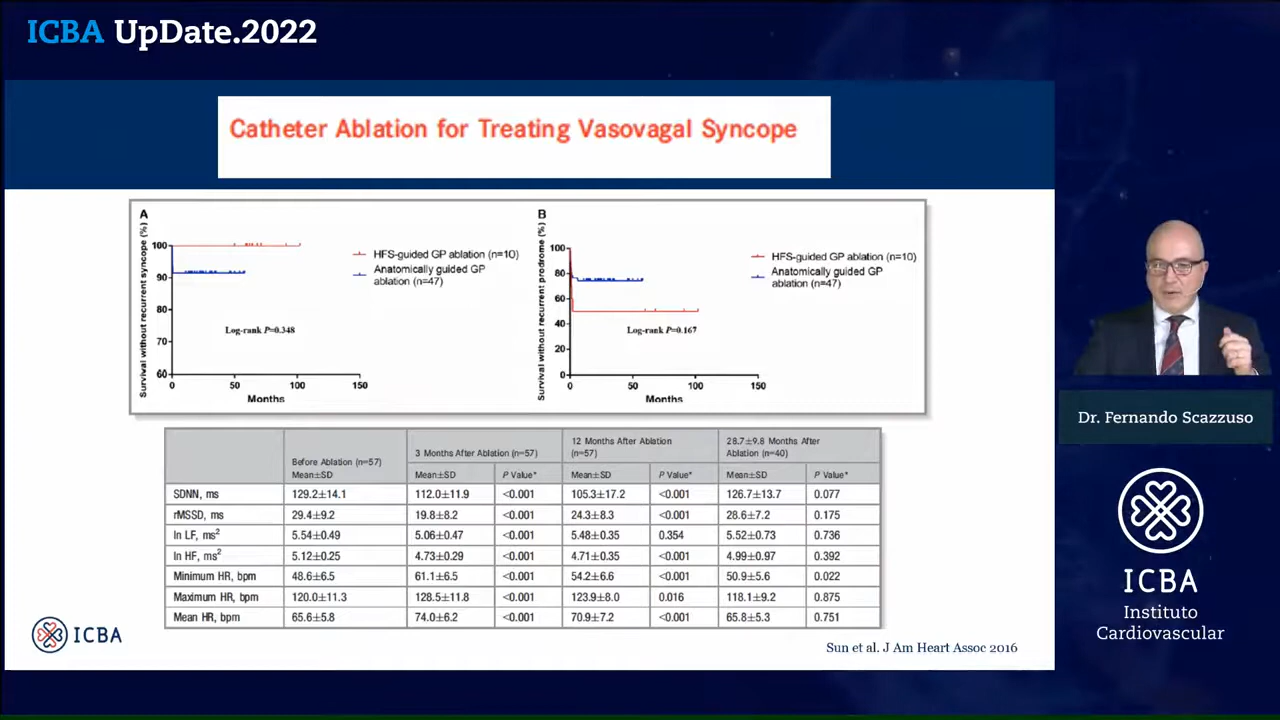 ICBA UpDate.2022
Catheter Ablation for Treating Vasovagal Syncope
A
Survival without recurrent syncope (%)
100
90
80
70
60
0 50 100 150
Months
HFS-guided GP ablation (n=10)
Anatomically guided GP
ablation (n=47)
Log-rank P=0.348
B
Survival without recurrent prodrome (%)
100
80
60
40
20
0
0 50 100 150
Months
HFS-guided GP ablation (n=10)
Anatomically guided GP
ablation (n=47)
Log-rank P=0.167
Before Ablation (n=57)
Mean±SD
3 Months After Ablation (n=57)
Mean±SD P Value*
12 Months After Ablation
(n=57)
Mean±SD P Value*
28.7±9.8 Months After
Ablation (n=40)
Mean±SD P Value*
SDNN, ms 129.2±14.1 112.0±11.9 <0.001 105.3±17.2 <0.001 126.7±13.7 0.077
rMSSD, ms 29.4±9.2 19.8±8.2 <0.001 24.3±8.3 <0.001 28.6±7.2 0.175
ln LF, ms² 5.54±0.49 5.06±0.47 <0.001 5.48±0.35 0.354 5.52±0.73 0.736
ln HF, ms² 5.12±0.25 4.73±0.29 <0.001 4.71±0.35 <0.001 4.99±0.97 0.392
Minimum HR, bpm 48.6±6.5 61.1±6.5 <0.001 54.2±6.6 <0.001 50.9±5.6 0.022
Maximum HR, bpm 120.0±11.3 128.5±11.8 <0.001 123.9±8.0 0.016 118.1±9.2 0.875
Mean HR, bpm 65.6±5.8 74.0±6.2 <0.001 70.9±7.2 <0.001 65.8±5.3 0.751
ICBA
Sun et al. J Am Heart Assoc 2016
Dr. Fernando Scazzuso
ICBA
Instituto
Cardiovascular